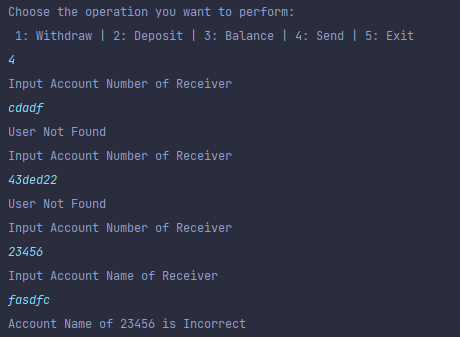 Choose the operation you want to perform:
1: Withdraw | 2: Deposit | 3: Balance | 4: Send | 5: Exit
4
Input Account Number of Receiver
cdadf
User Not Found
Input Account Number of Receiver
43ded22
User Not Found
Input Account Number of Receiver
23456
Input Account Name of Receiver
fasdfc
Account Name of 23456 is Incorrect